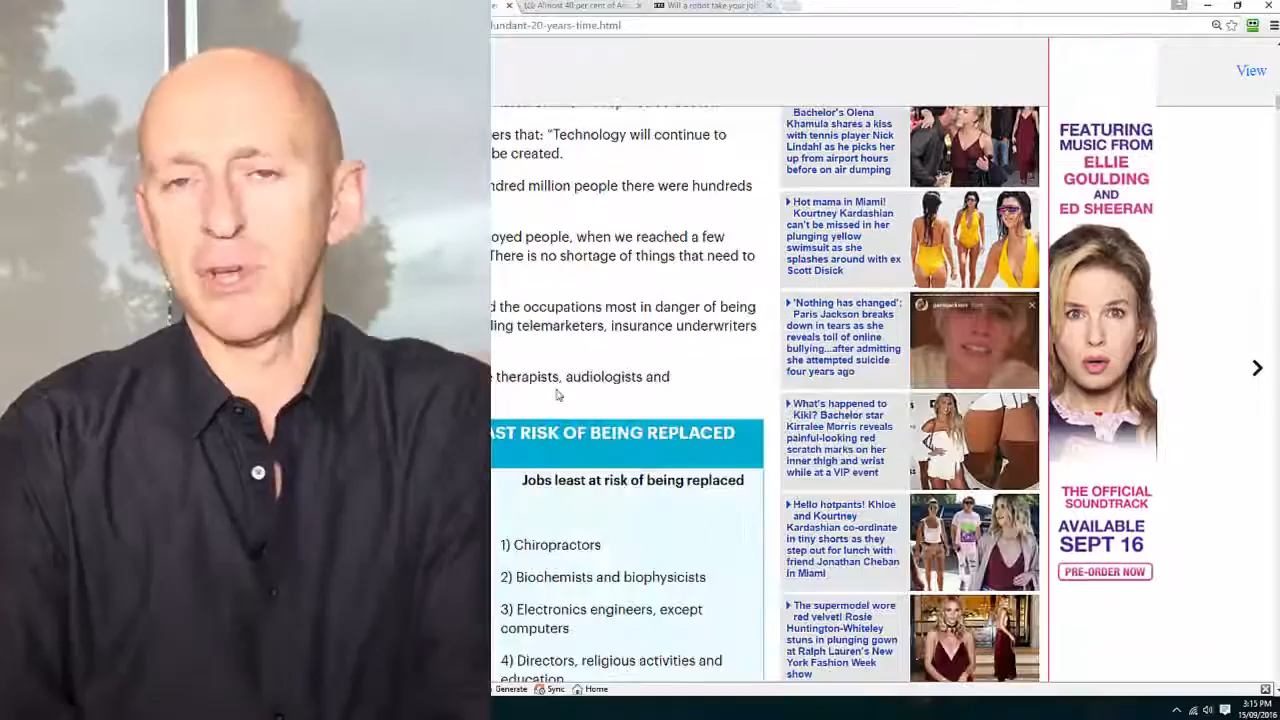 Almost 40 per cent of
Will a robot take your job
lundant-20-years-time.html
View
ers that: “Technology will continue to
be created.
ndred million people there were hundreds
oyed people, when we reached a few
There is no shortage of things that need to
d the occupations most in danger of being
ling telemarketers, insurance underwriters
e therapists, audiologists and
AST RISK OF BEING REPLACED
Jobs least at risk of being replaced
1) Chiropractors
2) Biochemists and biophysicists
3) Electronics engineers, except
computers
4) Directors, religious activities and
education
Bachelor's Olena
Khamula shares a kiss
with tennis player Nick
Lindahl as he picks her
up from airport hours
before on air dumping
Hot mama in Miami!
Kourtney Kardashian
can't be missed in her
plunging yellow
swimsuit as she
splashes around with ex
Scott Disick
'Nothing has changed':
Paris Jackson breaks
down in tears as she
reveals toll of online
bullying...after admitting
she attempted suicide
four years ago
What's happened to
Kiki? Bachelor star
Kirralee Morris reveals
painful-looking red
scratch marks on her
inner thigh and wrist
while at a VIP event
Hello hotpants! Khloe
and Kourtney
Kardashian co-ordinate
in tiny shorts as they
step out for lunch with
friend Jonathan Cheban
in Miami
The supermodel wore
red velvet! Rosie
Huntington-Whiteley
stuns in plunging gown
at Ralph Lauren's New
York Fashion Week
show
FEATURING
MUSIC FROM
ELLIE
GOULDING
AND
ED SHEERAN
THE OFFICIAL
SOUNDTRACK
AVAILABLE
SEPT 16
PRE-ORDER NOW
Generate Sync Home
3:15 PM
15/09/2016